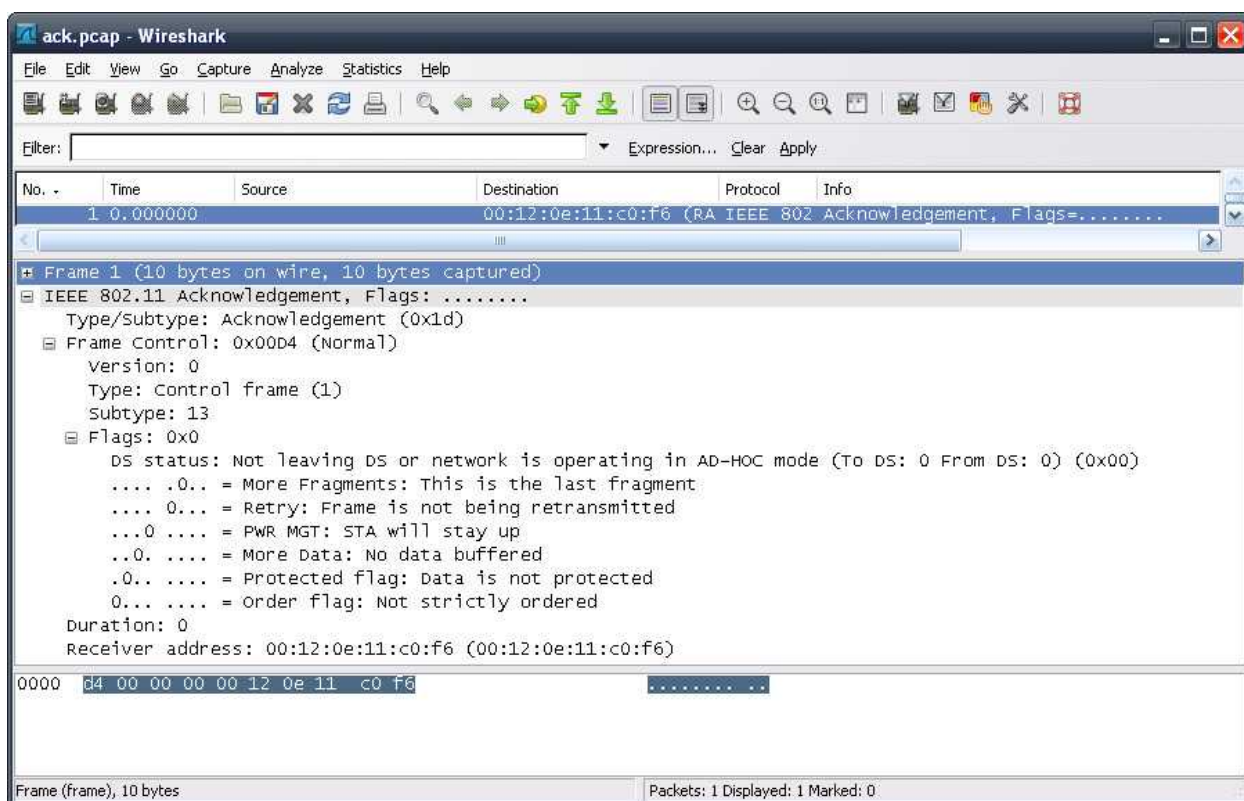 ack.pcap - Wireshark
File Edit View Go Capture Analyze Statistics Help
Filter: Expression... Clear Apply
No. - Time Source Destination Protocol Info
1 0.000000 00:12:0e:11:c0:f6 (RA IEEE 802 Acknowledgement, Flags=........
Frame 1 (10 bytes on wire, 10 bytes captured)
IEEE 802.11 Acknowledgement, Flags: ........
Type/Subtype: Acknowledgement (0x1d)
Frame Control: 0x00D4 (Normal)
Version: 0
Type: Control frame (1)
Subtype: 13
Flags: 0x0
DS status: Not leaving DS or network is operating in AD-HOC mode (To DS: 0 From DS: 0) (0x00)
.... .0.. = More Fragments: This is the last fragment
.... 0... = Retry: Frame is not being retransmitted
...0 .... = PWR MGT: STA will stay up
..0. .... = More Data: No data buffered
.0.. .... = Protected flag: Data is not protected
0... .... = Order flag: Not strictly ordered
Duration: 0
Receiver address: 00:12:0e:11:c0:f6 (00:12:0e:11:c0:f6)
0000 d4 00 00 00 00 12 0e 11 c0 f6 ........ ..
Frame (frame), 10 bytes Packets: 1 Displayed: 1 Marked: 0